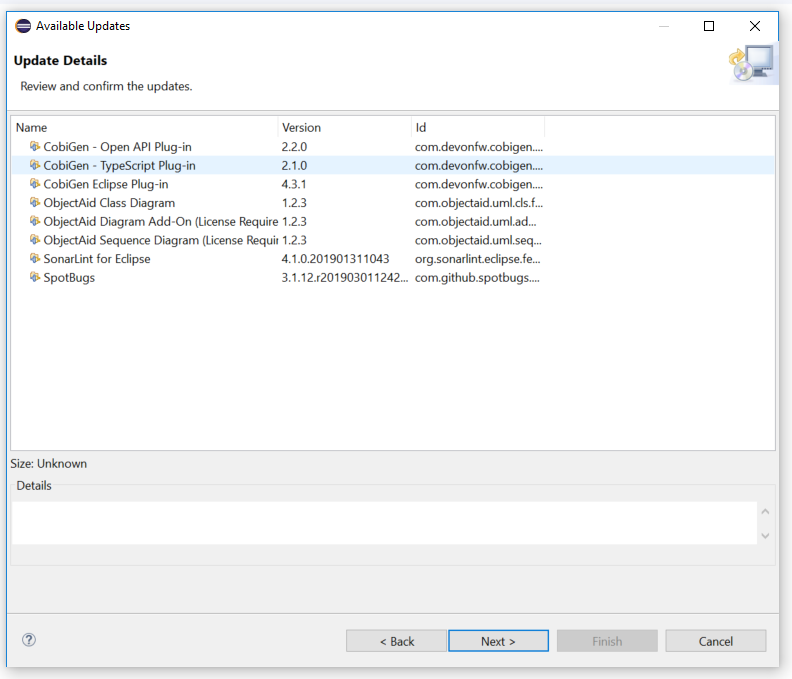 Available Updates
Update Details
Review and confirm the updates.
Name Version Id
CobiGen - Open API Plug-in 2.2.0 com.devonfw.cobigen....
CobiGen - TypeScript Plug-in 2.1.0 com.devonfw.cobigen....
CobiGen Eclipse Plug-in 4.3.1 com.devonfw.cobigen....
ObjectAid Class Diagram 1.2.3 com.objectaid.uml.cls.f...
ObjectAid Diagram Add-On (License Require 1.2.3 com.objectaid.uml.ad...
ObjectAid Sequence Diagram (License Requir 1.2.3 com.objectaid.uml.seq...
SonarLint for Eclipse 4.1.0.201901311043 org.sonarlint.eclipse.fe...
SpotBugs 3.1.12.r201903011242... com.github.spotbugs....
Size: Unknown
Details
? < Back Next > Finish Cancel